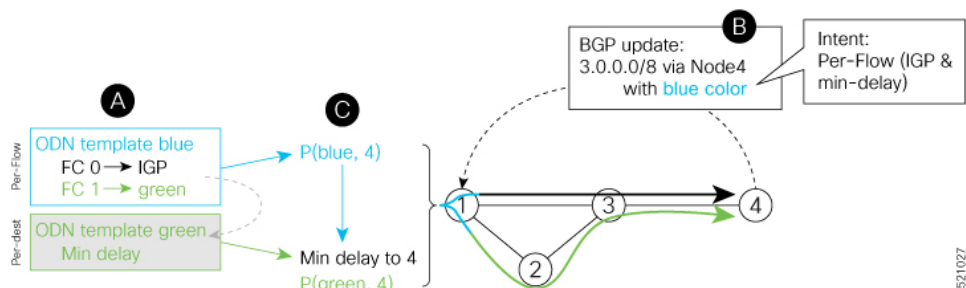 B
BGP update:
3.0.0.0/8 via Node4
with blue color
Intent:
Per-Flow (IGP &
min-delay)
A
C
Per-Flow
ODN template blue
FC 0 → IGP
FC 1 → green
P(blue, 4)
Per-dest
ODN template green
Min delay
Min delay to 4
P(green, 4)
1
3
4
2
521027